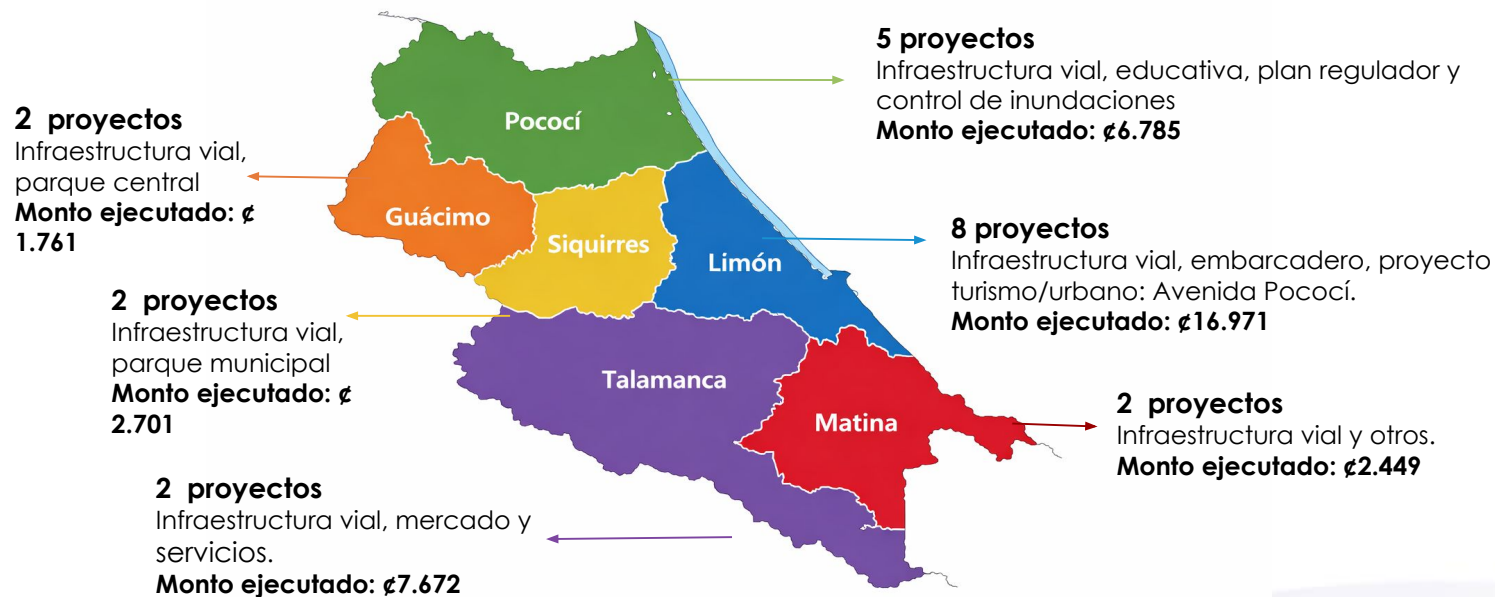 5 proyectos
Infraestructura vial, educativa, plan regulador y
control de inundaciones
Monto ejecutado: ₡6.785
2 proyectos
Infraestructura vial,
parque central
Monto ejecutado: ₡
1.761
Pococí
Guácimo
Siquirres
Limón
8 proyectos
Infraestructura vial, embarcadero, proyecto
turismo/urbano: Avenida Pococí.
Monto ejecutado: ₡16.971
2 proyectos
Infraestructura vial,
parque municipal
Monto ejecutado: ₡
2.701
Talamanca
Matina
2 proyectos
Infraestructura vial y otros.
Monto ejecutado: ₡2.449
2 proyectos
Infraestructura vial, mercado y
servicios.
Monto ejecutado: ₡7.672